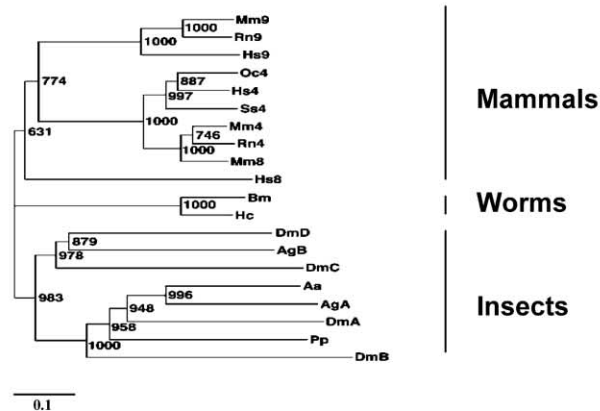 Mm9
1000
Rn9
1000
Hs9
774
Oc4
887
Hs4
997
Ss4
1000
Mm4
746
Rn4
1000
Mm8
631
Hs8
Mammals
Bm
1000
Hc
Worms
DmD
879
AgB
978
DmC
983
Aa
996
AgA
948
DmA
958
Pp
1000
DmB
Insects
0.1